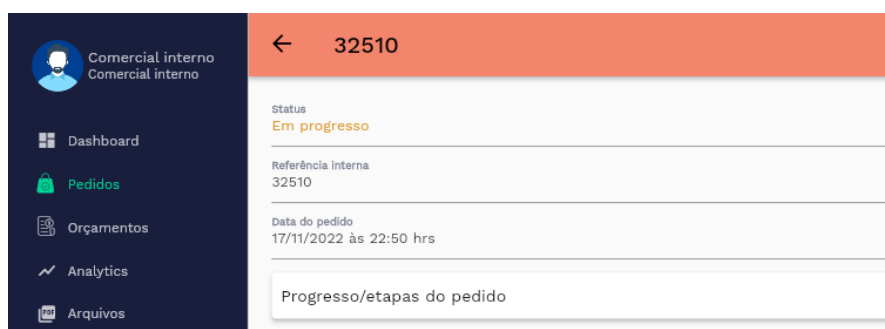 Comercial interno
Comercial interno
Dashboard
Pedidos
Orçamentos
Analytics
PDF
Arquivos
32510
Status
Em progresso
Referência interna
32510
Data do pedido
17/11/2022 às 22:50 hrs
Progresso/etapas do pedido